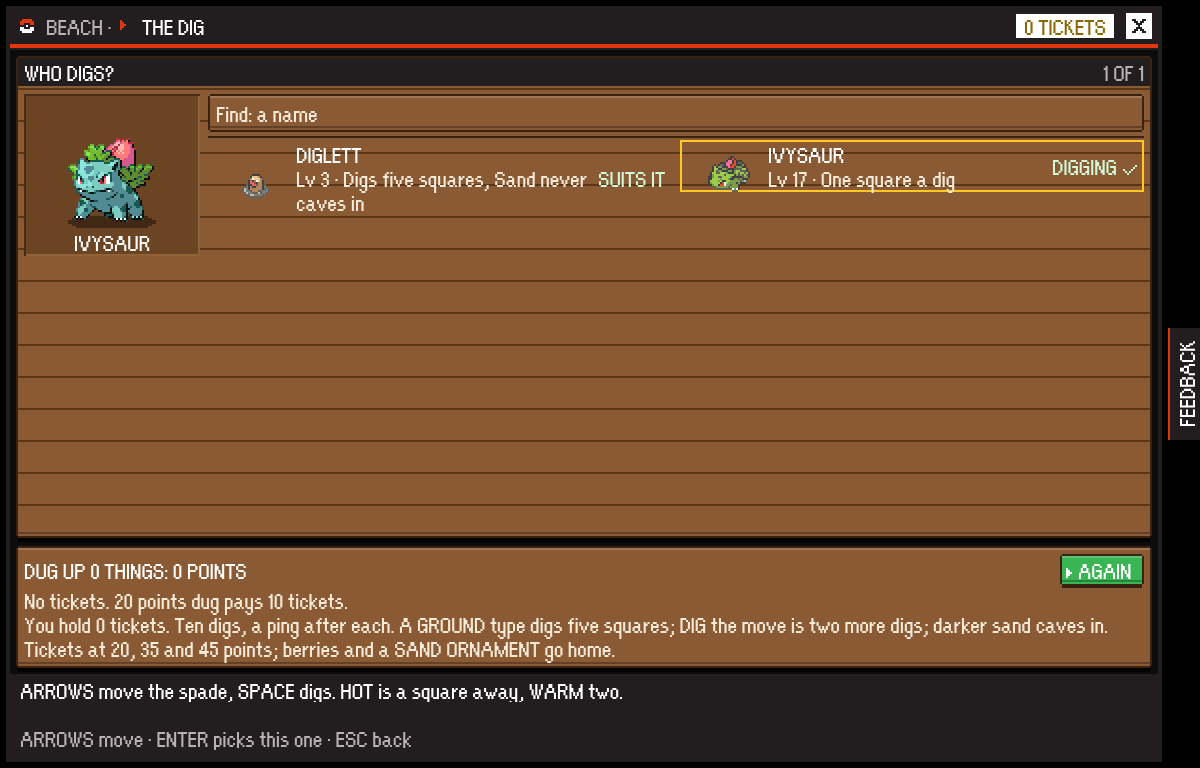 BEACH · THE DIG
0 TICKETS X
WHO DIGS?
1 OF 1
Find: a name
IVYSAUR
DIGLETT
Lv 3 · Digs five squares, Sand never caves in
SUITS IT
IVYSAUR
Lv 17 · One square a dig
DIGGING ✓
DUG UP 0 THINGS: 0 POINTS
AGAIN
No tickets. 20 points dug pays 10 tickets.
You hold 0 tickets. Ten digs, a ping after each. A GROUND type digs five squares; DIG the move is two more digs; darker sand caves in.
Tickets at 20, 35 and 45 points; berries and a SAND ORNAMENT go home.
ARROWS move the spade, SPACE digs. HOT is a square away, WARM two.
ARROWS move · ENTER picks this one · ESC back
FEEDBACK